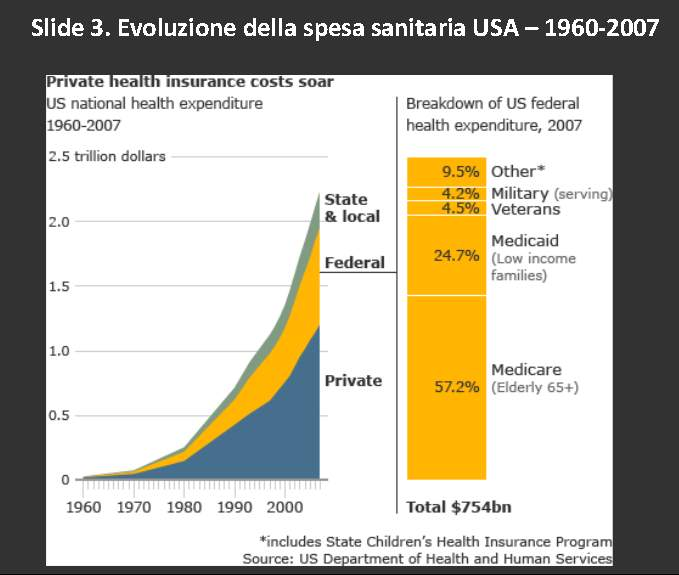 Slide 3. Evoluzione della spesa sanitaria USA – 1960-2007
Private health insurance costs soar
US national health expenditure
1960-2007
2.5 trillion dollars
2.0
1.5
1.0
0.5
0
1960 1970 1980 1990 2000
State
& local
Federal
Private
Breakdown of US federal
health expenditure, 2007
9.5% Other*
4.2% Military (serving)
4.5% Veterans
24.7% Medicaid
(Low income
families)
57.2% Medicare
(Elderly 65+)
Total $754bn
*includes State Children's Health Insurance Program
Source: US Department of Health and Human Services